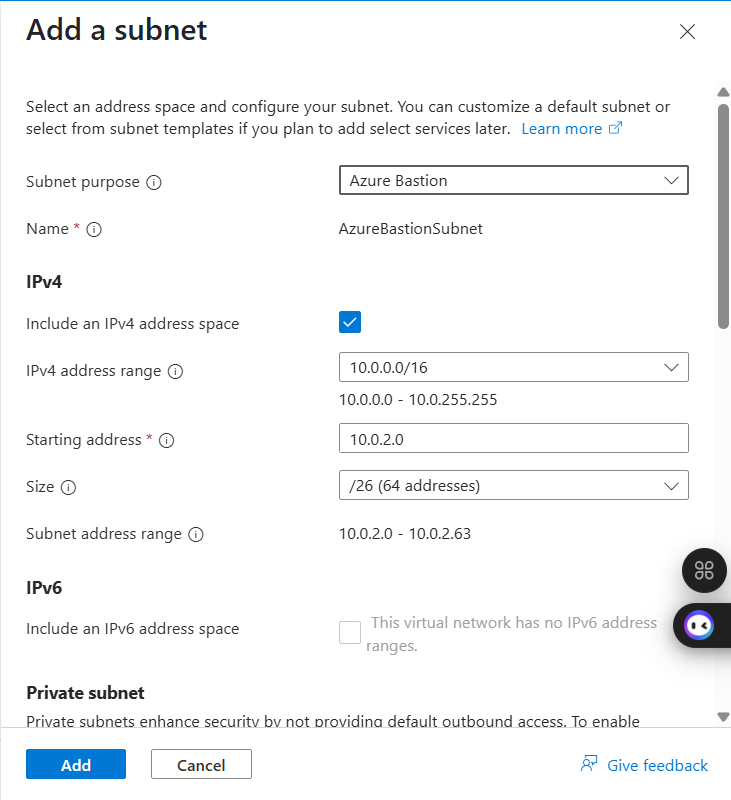 Add a subnet
Select an address space and configure your subnet. You can customize a default subnet or
select from subnet templates if you plan to add select services later. Learn more
Subnet purpose
Azure Bastion
Name *
AzureBastionSubnet
IPv4
Include an IPv4 address space
IPv4 address range
10.0.0.0/16
10.0.0.0 - 10.0.255.255
Starting address *
10.0.2.0
Size
/26 (64 addresses)
Subnet address range
10.0.2.0 - 10.0.2.63
IPv6
Include an IPv6 address space
This virtual network has no IPv6 address
ranges.
Private subnet
Private subnets enhance security by not providing default outbound access. To enable
Add
Cancel
Give feedback